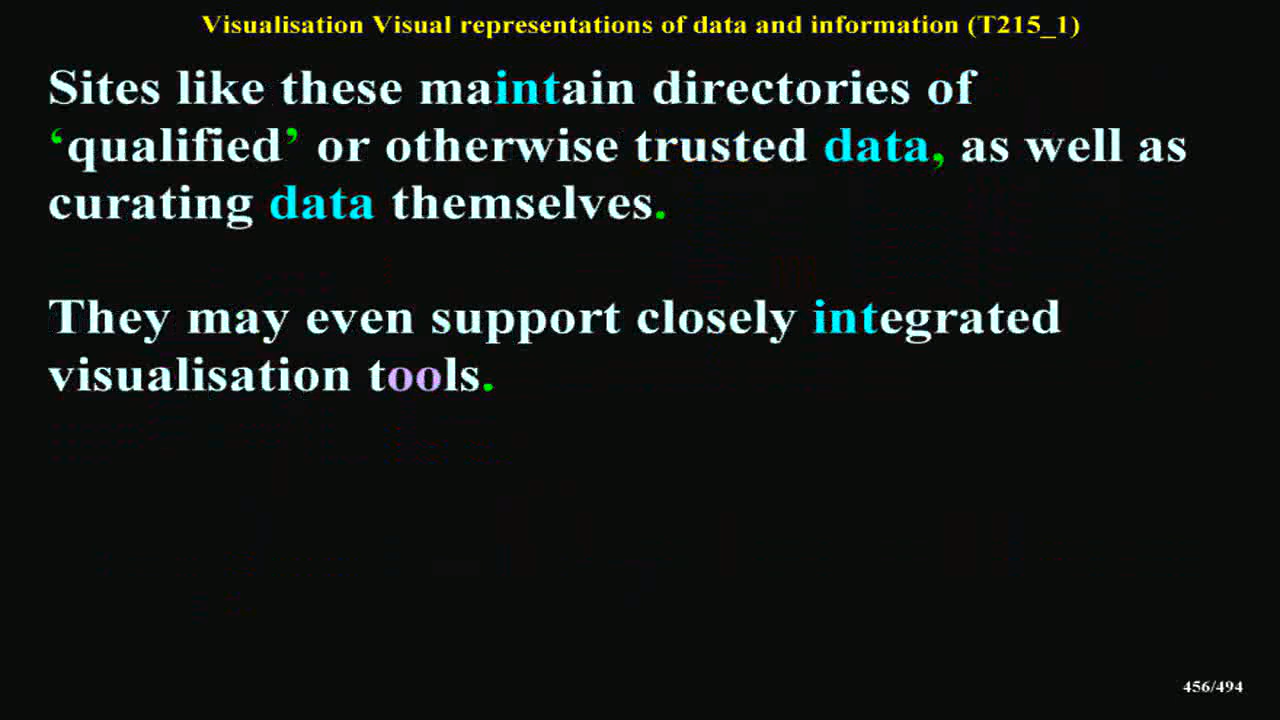 Visualisation Visual representations of data and information (T215_1)
Sites like these maintain directories of
‘qualified’ or otherwise trusted data, as well as
curating data themselves.
They may even support closely integrated
visualisation tools.
456/494